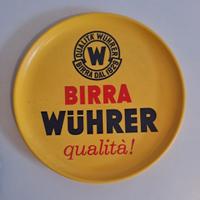 QUALITÀ WÜHRER
W
BIRRA DAL 1829
BIRRA
WÜHRER
qualità!